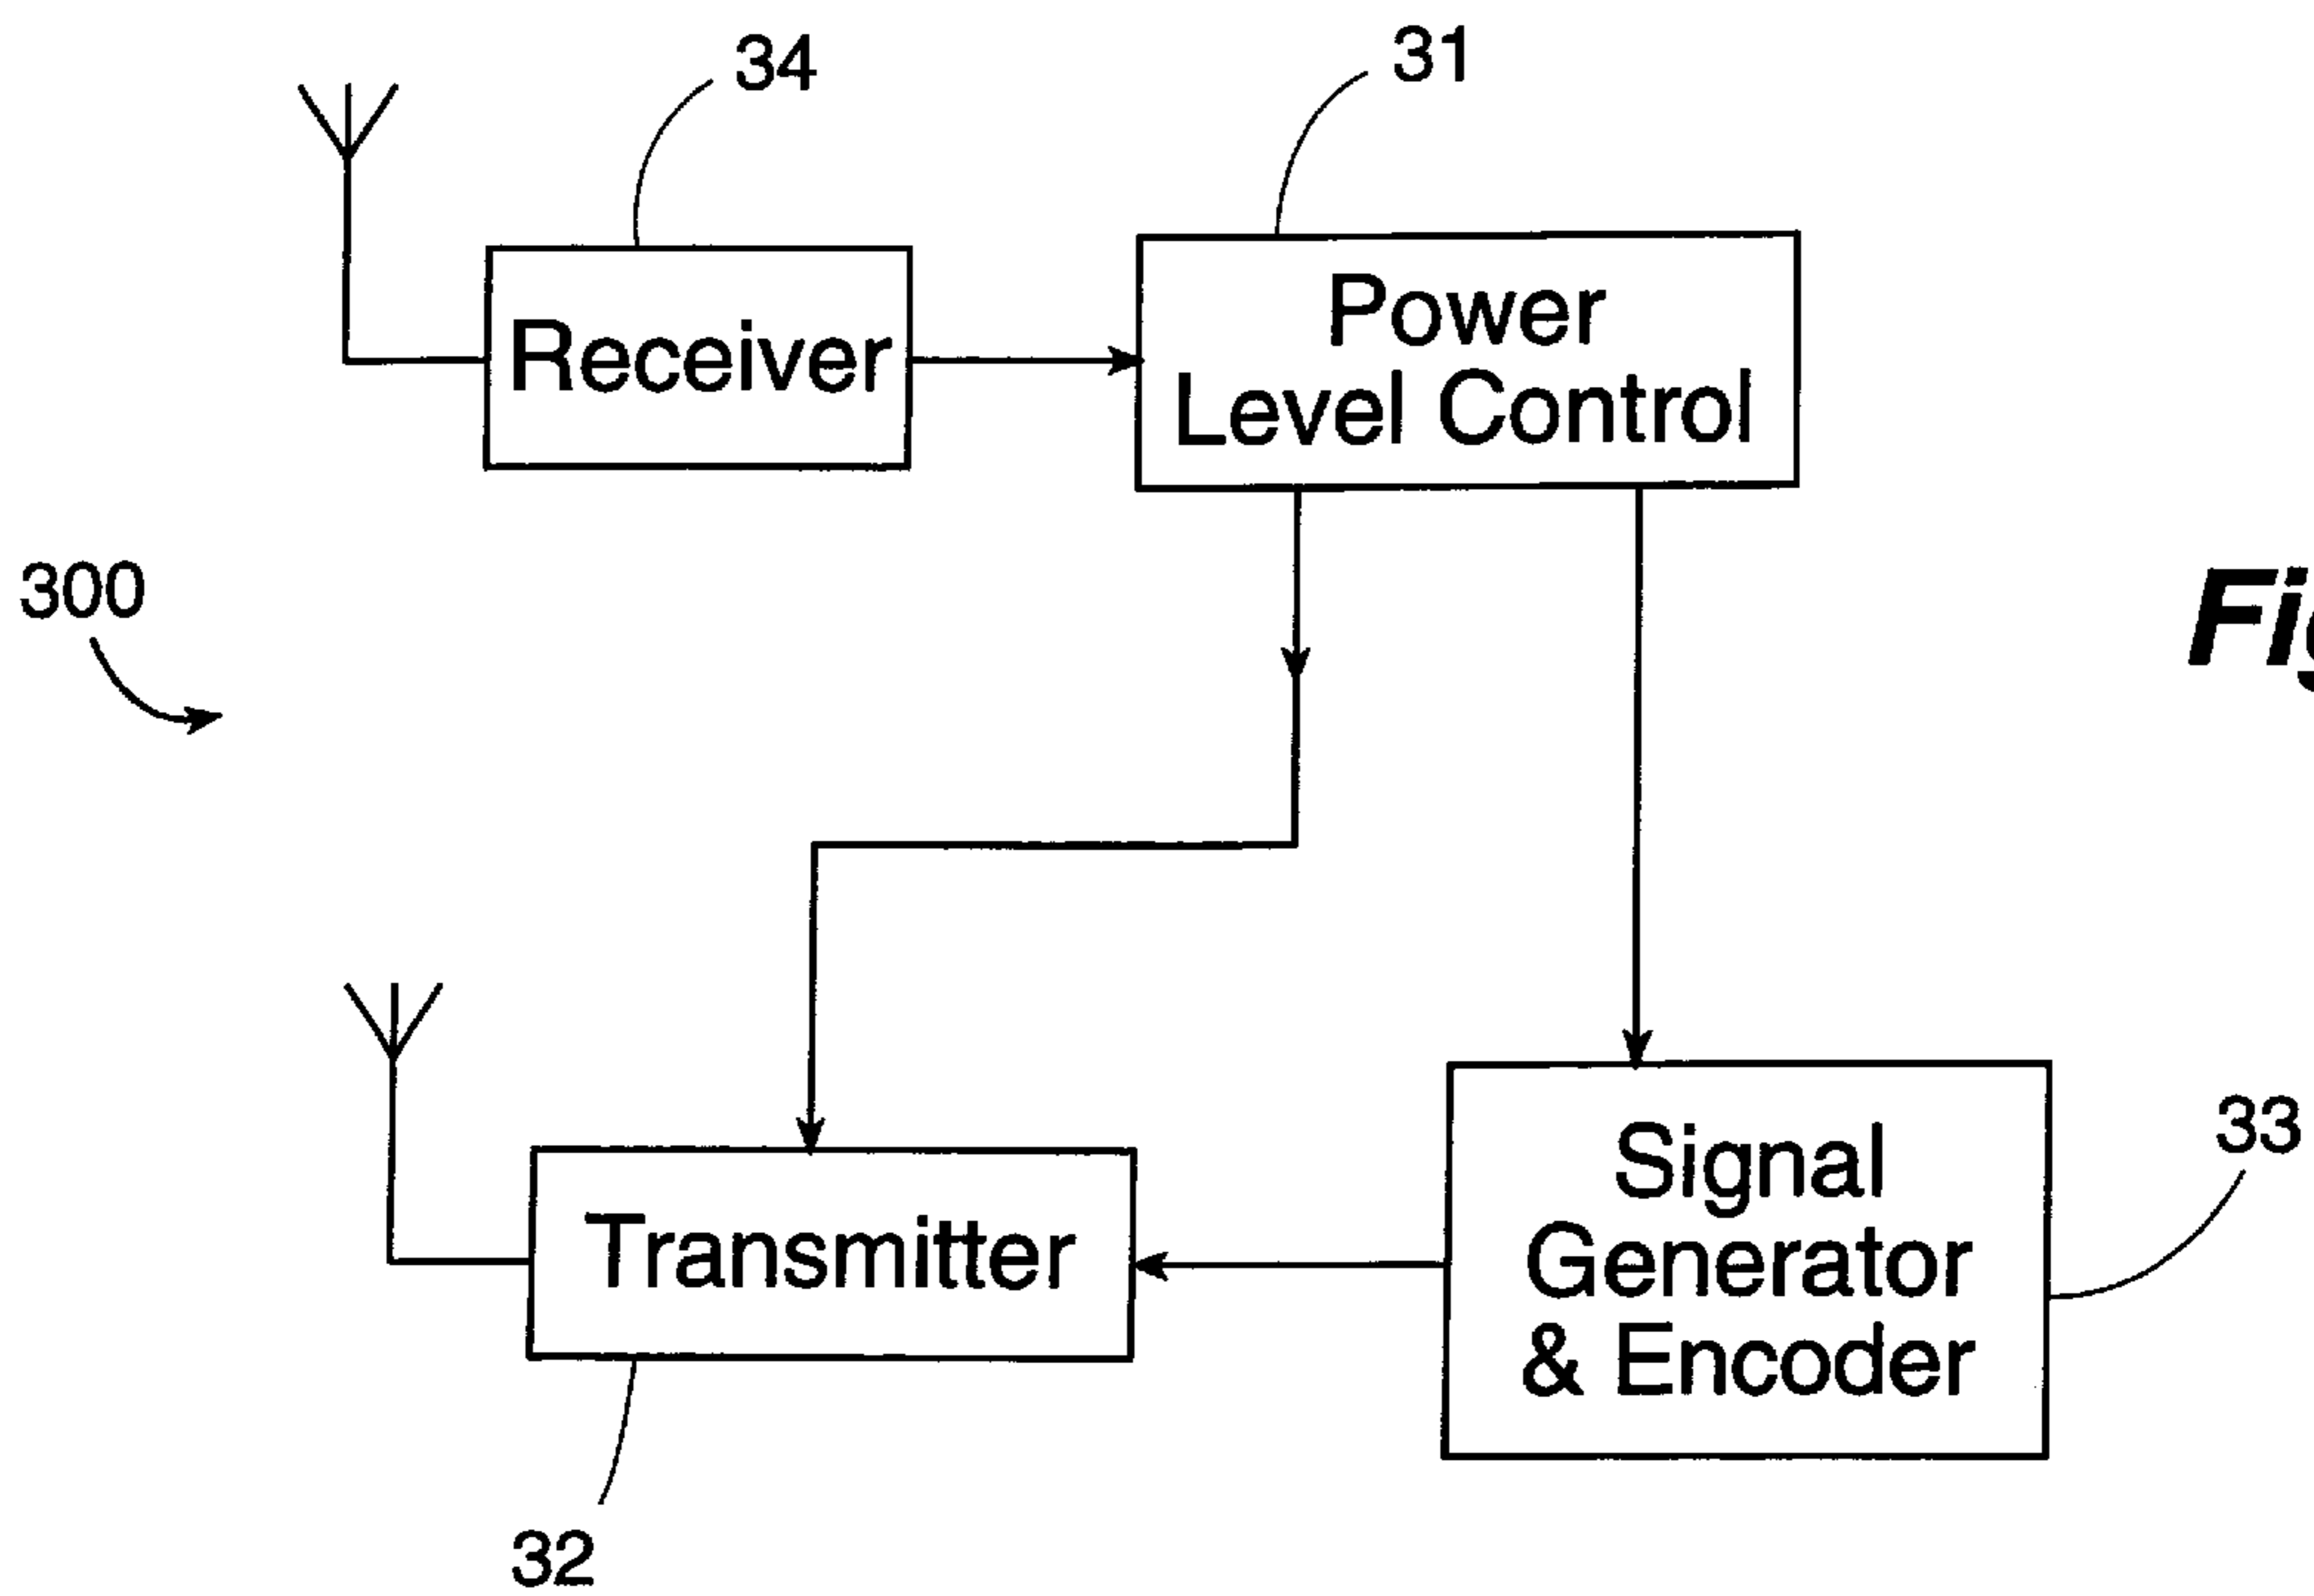 34
31
Receiver
Power
Level Control
300
33
Signal
Generator
& Encoder
Transmitter
32